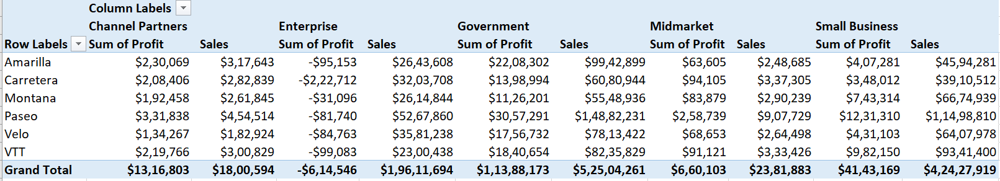 Column Labels
Channel Partners Enterprise Government Midmarket Small Business
Row Labels Sum of Profit Sales Sum of Profit Sales Sum of Profit Sales Sum of Profit Sales Sum of Profit Sales
Amarilla $2,30,069 $3,17,643 -$95,153 $26,43,608 $22,08,302 $99,42,899 $63,605 $2,48,685 $4,07,281 $45,94,281
Carretera $2,08,406 $2,82,839 -$2,22,712 $32,03,708 $13,98,994 $60,80,944 $94,105 $3,37,305 $3,48,012 $39,10,512
Montana $1,92,458 $2,61,845 -$31,096 $26,14,844 $11,26,201 $55,48,936 $83,879 $2,90,239 $7,43,314 $66,74,939
Paseo $3,31,838 $4,54,514 -$81,740 $52,67,860 $30,57,291 $1,48,82,231 $2,58,739 $9,07,729 $12,31,310 $1,14,98,810
Velo $1,34,267 $1,82,924 -$84,763 $35,81,238 $17,56,732 $78,13,422 $68,653 $2,64,498 $4,31,103 $64,07,978
VTT $2,19,766 $3,00,829 -$99,083 $23,00,438 $18,40,654 $82,35,829 $91,121 $3,33,426 $9,82,150 $93,41,400
Grand Total $13,16,803 $18,00,594 -$6,14,546 $1,96,11,694 $1,13,88,173 $5,25,04,261 $6,60,103 $23,81,883 $41,43,169 $4,24,27,919